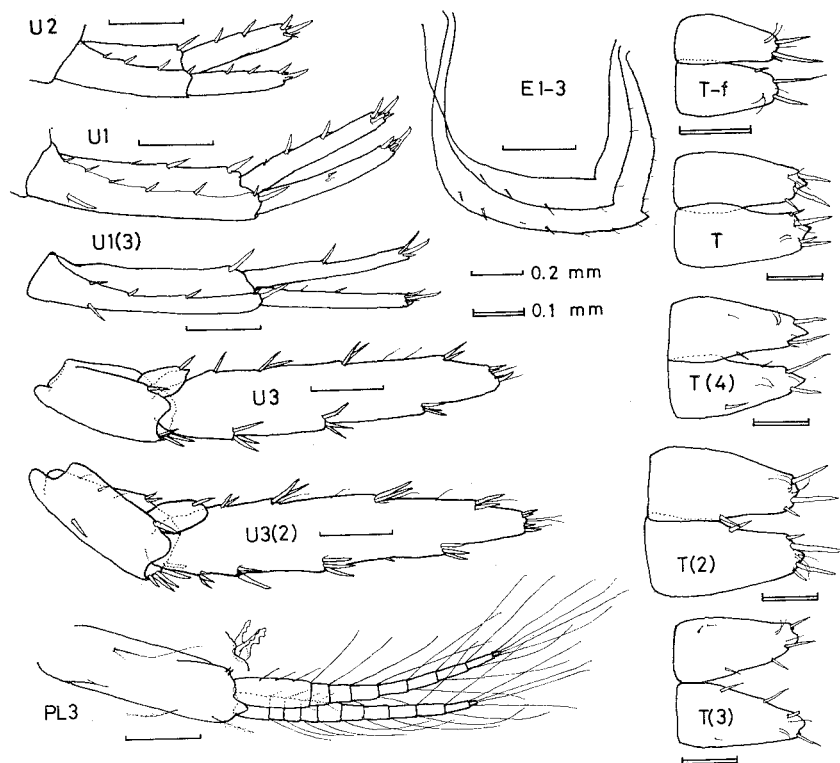 U2
U1
U1(3)
U3
U3(2)
PL3
E1-3
0.2 mm
0.1 mm
T-f
T
T(4)
T(2)
T(3)